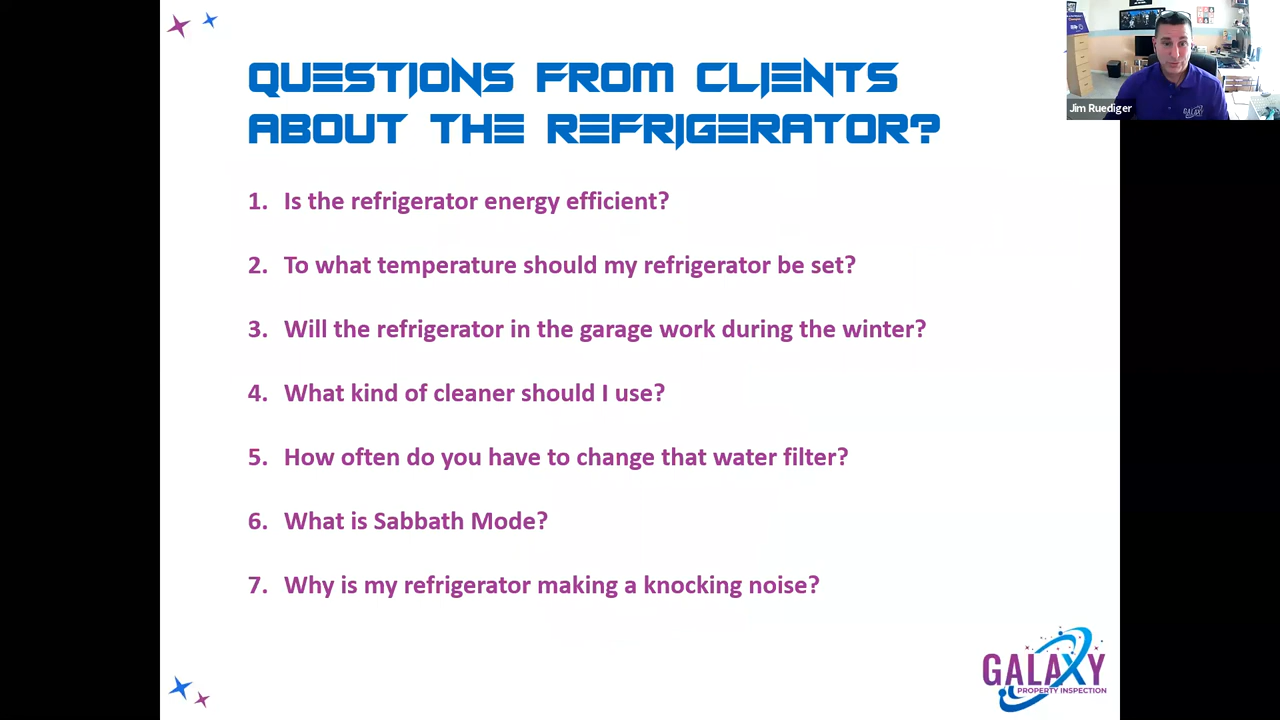 QUESTIONS FROM CLIENTS
ABOUT THE REFRIGERATOR?
Jim Ruediger
GALAXY
1. Is the refrigerator energy efficient?
2. To what temperature should my refrigerator be set?
3. Will the refrigerator in the garage work during the winter?
4. What kind of cleaner should I use?
5. How often do you have to change that water filter?
6. What is Sabbath Mode?
7. Why is my refrigerator making a knocking noise?
GALAXY
PROPERTY INSPECTION